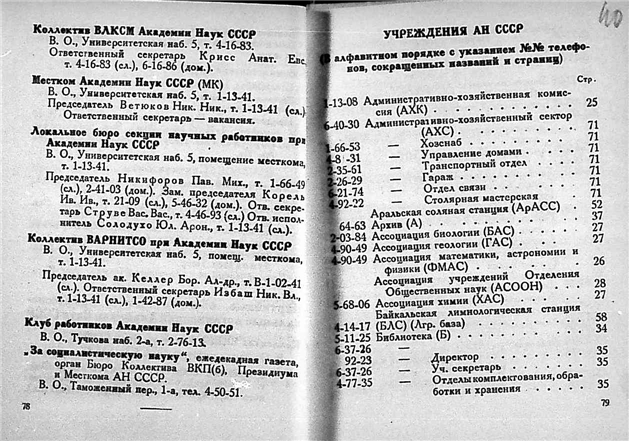 Коллектив ВЛКСМ Академии Наук СССР
В. О., Университетская наб. 5, т. 4-16-83.
Ответственный секретарь Крисс Анат. Евс.
т. 4-16-83 (сл.), 6-16-86 (дом.).
Местком Академии Наук СССР (МК)
В. О., Университетская наб. 5, т. 1-13-41.
Председатель Ветюков Ник. Ник., т. 1-13-41 (сл.)
Ответственный секретарь — вакансия.
Локальное бюро секции научных работников при
Академии Наук СССР
В. О., Университетская наб. 5, помещение месткома,
т. 1-13-41.
Председатель Никифоров Пав. Мих., т. 1-66-49
(сл.), 2-41-03 (дом.). Зам. председателя Корель
Ив. Ив., т. 21-09 (сл.), 5-46-32 (дом.). Отв. секре-
тарь Струве Вас. Вас., т. 4-46-93 (сл.) Отв. испол-
нитель Солодухо Юл. Арон., т. 1-13-41 (сл.).
Коллектив ВАРНИТСО при Академии Наук СССР
В. О., Университетская наб. 5, помещ. месткома,
т. 1-13-41.
Председатель ак. Келлер Бор. Ал-др., т. В-1-02-41
(сл.). Ответственный секретарь Избаш Ник. Вл.,
т. 1-13-41 (сл.), 1-42-87 (дом.).
Клуб работников Академии Наук СССР
В. О., Тучкова наб. 2-а, т. 2-76-13.
„За социалистическую науку“, ежедекадная газета,
орган Бюро Коллектива ВКП(б), Президиума
и Месткома АН СССР.
В. О., Таможенный пер., 1-а, тел. 4-50-51.
78
40
УЧРЕЖДЕНИЯ АН СССР
(В алфавитном порядке с указанием №№ телефо-
нов, сокращенных названий и страниц)
Стр.
1-13-08 Административно-хозяйственная комис-
сия (АХК) . . . . . . . . . . 25
6-40-30 Административно-хозяйственный сектор
(АХС) . . . . . . . . . . 71
1-66-53 — Хозснаб . . . . . . . 71
4-8 -31 — Управление домами . . . . 71
2-35-61 — Транспортный отдел . . . . 71
2-26-29 — Гараж . . . . . . . . 71
6-21-74 — Отдел связи . . . . . . 71
4-92-22 — Столярная мастерская . . . 71
Аральская соляная станция (АрАСС) . . 52
64-63 Архив (А) . . . . . . . . . . 37
2-03-84 Ассоциация биологии (БАС) . . . . 27
4-90-49 Ассоциация геологии (ГАС) . . . . 27
4-90-49 Ассоциация математики, астрономии и
физики (ФМАС) . . . . . . . 26
Ассоциация учреждений Отделения
Общественных наук (АСООН) . . . 28
5-68-06 Ассоциация химии (ХАС) . . . . . 27
Байкальская лимнологическая станция
4-14-17 (БЛС) (Лгр. база) . . . . . . . 58
5-11-25 Библиотека (Б) . . . . . . . . 34
6-37-26 —
92-23 — Директор . . . . . . . 35
6-37-26 — Уч. секретарь . . . . . . 35
4-77-35 — Отделы комплектования, обра-
ботки и хранения . . . . . 35
79